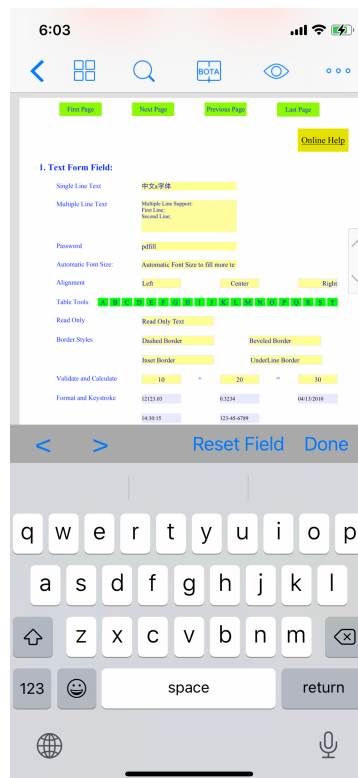 6:03
BOTA
First Page Next Page Previous Page Last Page
Online Help
1. Text Form Field:
Single Line Text 中文a字体
Multiple Line Text Multiple Line Support:
First Line;
Second Line;
Password pdfill
Automatic Font Size: Automatic Font Size to fill more te
Alignment Left Center Right
Table Tools: A B C D E F G H I J K L M N O P Q R S T
Read Only Read Only Text
Border Styles Dashed Border Beveled Border
Inset Border UnderLine Border
Validate and Calculate 10 + 20 = 30
Format and Keystroke 12123.03 0.3234 04/13/2010
14:30:15 123-45-6789
< > Reset Field Done
q w e r t y u i o p
a s d f g h j k l
z x c v b n m
123 space return